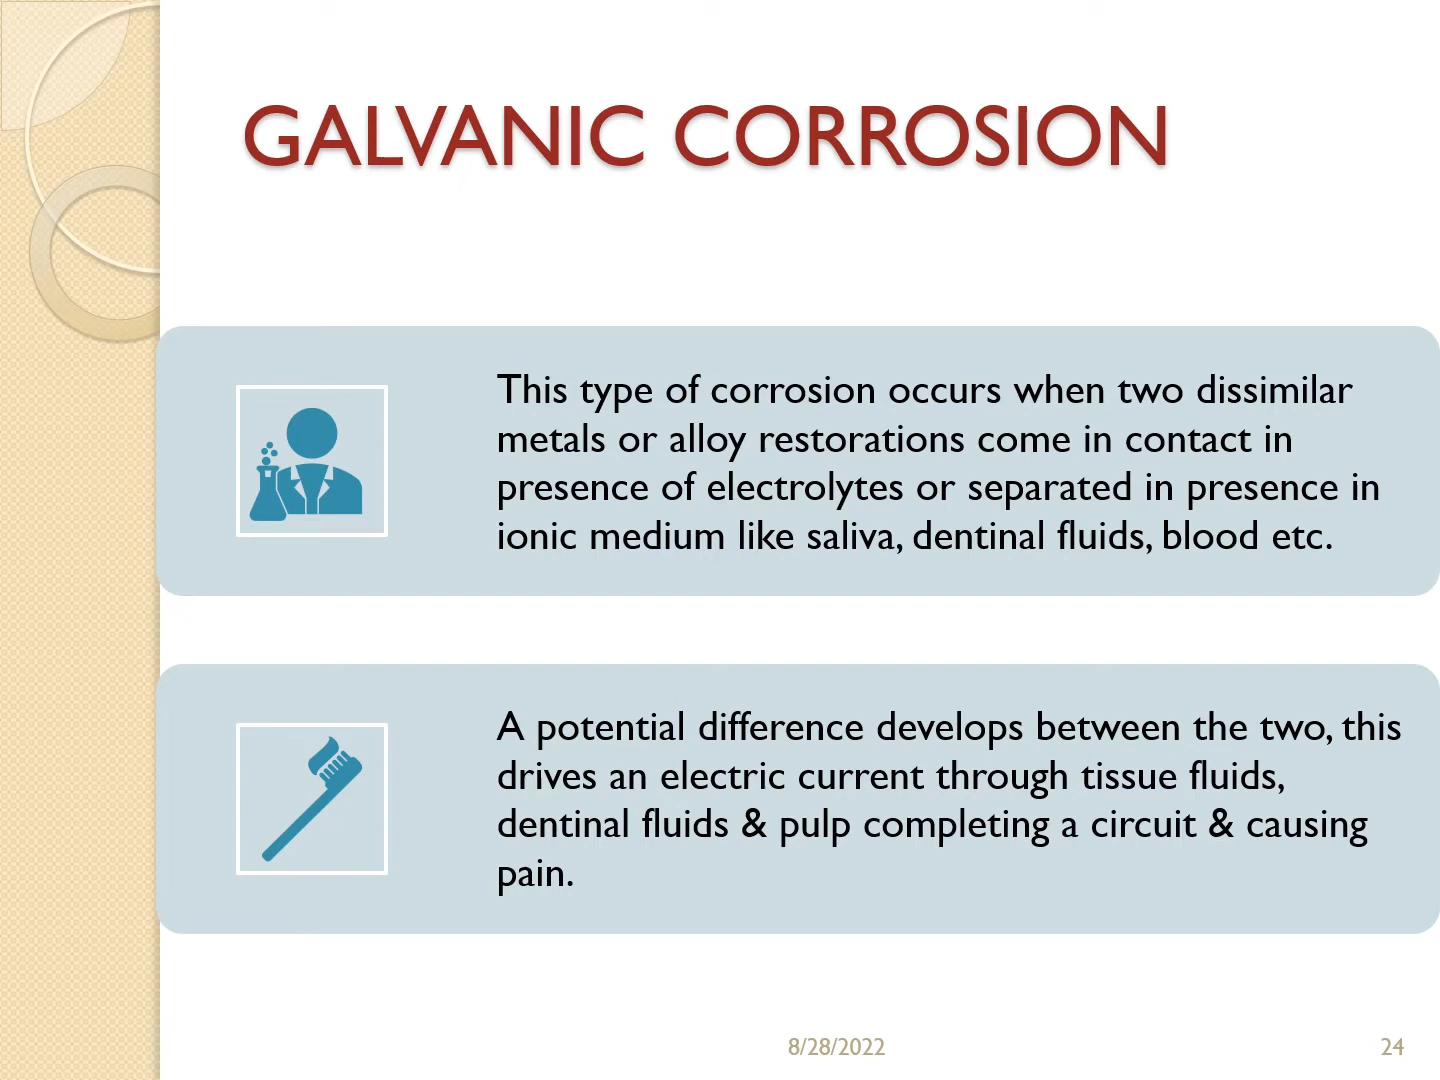 GALVANIC CORROSION
This type of corrosion occurs when two dissimilar
metals or alloy restorations come in contact in
presence of electrolytes or separated in presence in
ionic medium like saliva, dentinal fluids, blood etc.
A potential difference develops between the two, this
drives an electric current through tissue fluids,
dentinal fluids & pulp completing a circuit & causing
pain.
8/28/2022
24